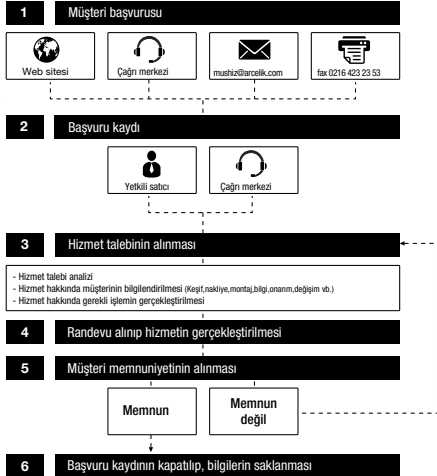 1 Müşteri başvurusu
Web sitesi
Çağrı merkezi
mushiz@arcelik.com
fax 0216 423 23 53
2 Başvuru kaydı
Yetkili satıcı
Çağrı merkezi
3 Hizmet talebinin alınması
- Hizmet talebi analizi
- Hizmet hakkında müşterinin bilgilendirilmesi (Keşif,nakliye,montaj,bilgi,onarım,değişim vb.)
- Hizmet hakkında gerekli işlemin gerçekleştirilmesi
4 Randevu alınıp hizmetin gerçekleştirilmesi
5 Müşteri memnuniyetinin alınması
Memnun
Memnun
değil
6 Başvuru kaydının kapatılıp, bilgilerin saklanması